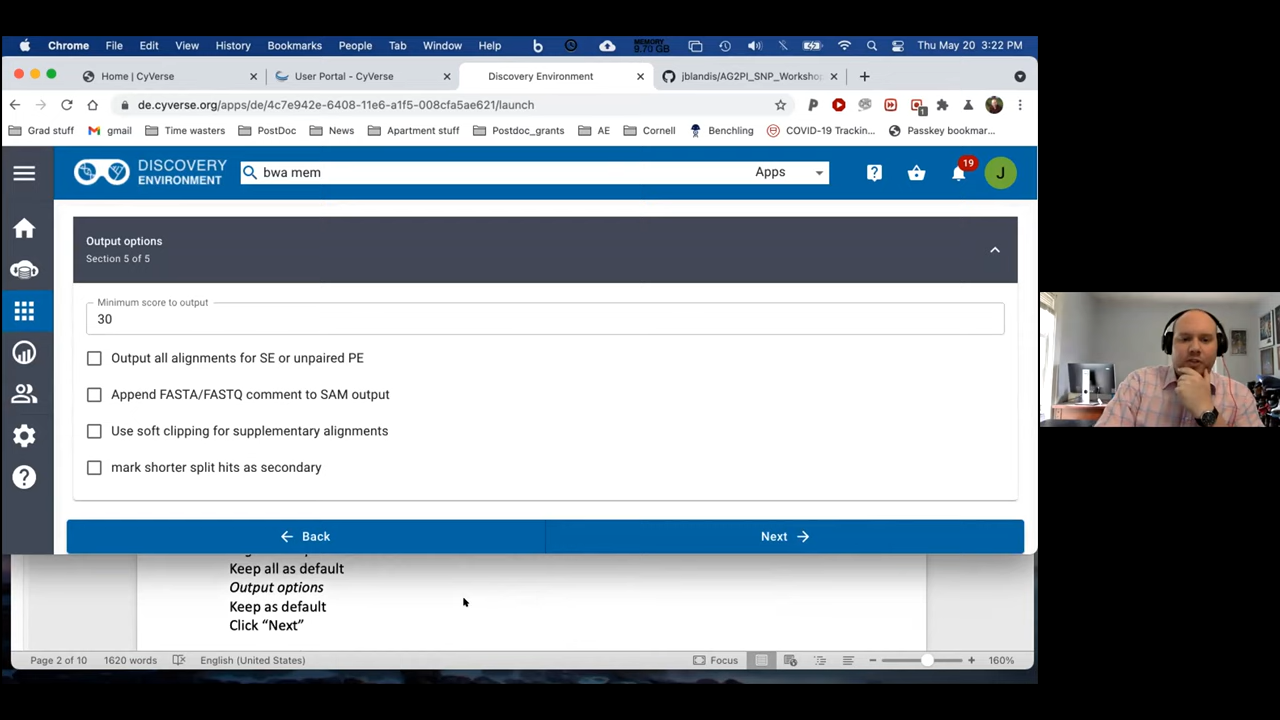 Chrome File Edit View History Bookmarks People Tab Window Help MEMORY 9.70 GB Thu May 20 3:22 PM
Home | CyVerse User Portal - CyVerse Discovery Environment jblandis/AG2PI_SNP_Worksho
de.cyverse.org/apps/de/4c7e942e-6408-11e6-a1f5-008cfa5ae621/launch
Grad stuff gmail Time wasters PostDoc News Apartment stuff Postdoc_grants AE Cornell Benchling COVID-19 Trackin... Passkey bookmar...
DISCOVERY
ENVIRONMENT
bwa mem Apps 19 J
Output options
Section 5 of 5
Minimum score to output
30
Output all alignments for SE or unpaired PE
Append FASTA/FASTQ comment to SAM output
Use soft clipping for supplementary alignments
mark shorter split hits as secondary
Back Next
Keep all as default
Output options
Keep as default
Click “Next”
Page 2 of 10 1620 words English (United States) Focus 160%